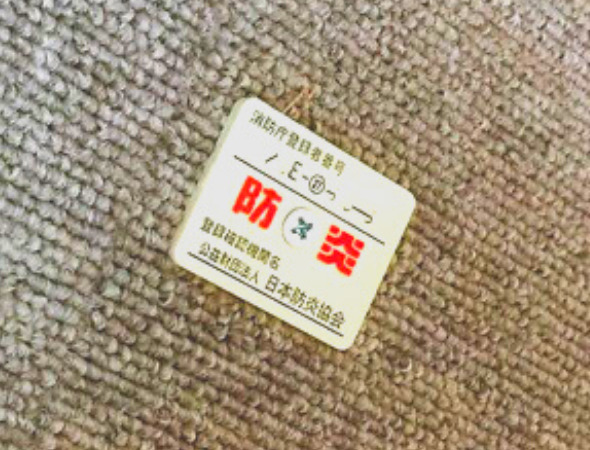 消防庁登録者番号
防炎
登録確認機関名
公益財団法人 日本防炎協会